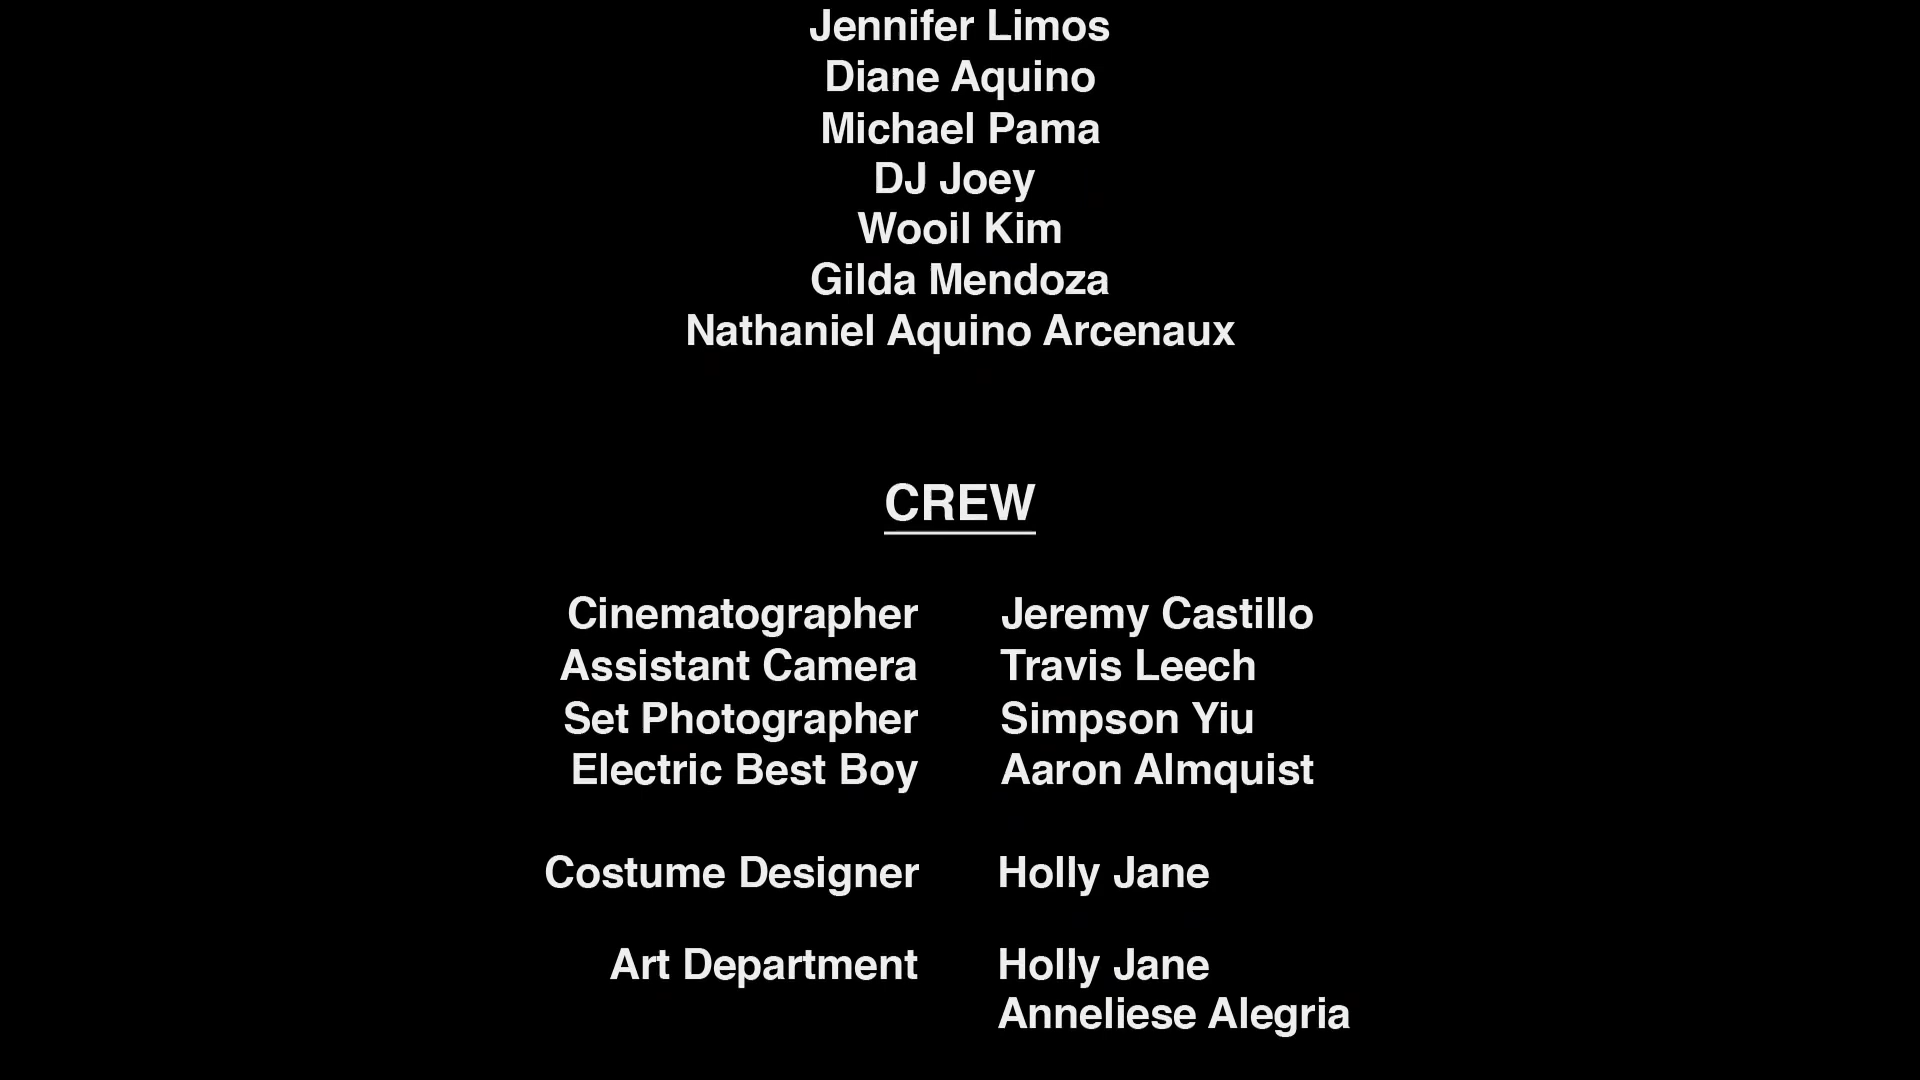 Jennifer Limos
Diane Aquino
Michael Pama
DJ Joey
Wooil Kim
Gilda Mendoza
Nathaniel Aquino Arcenaux
CREW
Cinematographer Jeremy Castillo
Assistant Camera Travis Leech
Set Photographer Simpson Yiu
Electric Best Boy Aaron Almquist
Costume Designer Holly Jane
Art Department Holly Jane
Anneliese Alegria